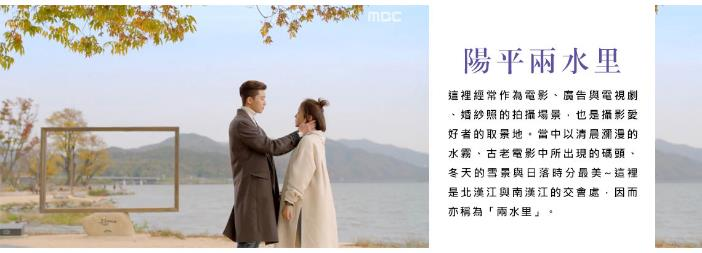 MBC
陽平兩水里
這裡經常作為電影、廣告與電視劇
、婚紗照的拍攝場景，也是攝影愛
好者的取景地。當中以清晨瀰漫的
水霧、古老電影中所出現的碼頭、
冬天的雪景與日落時分最美~這裡
是北漢江與南漢江的交會處，因而
亦稱為「兩水里」。